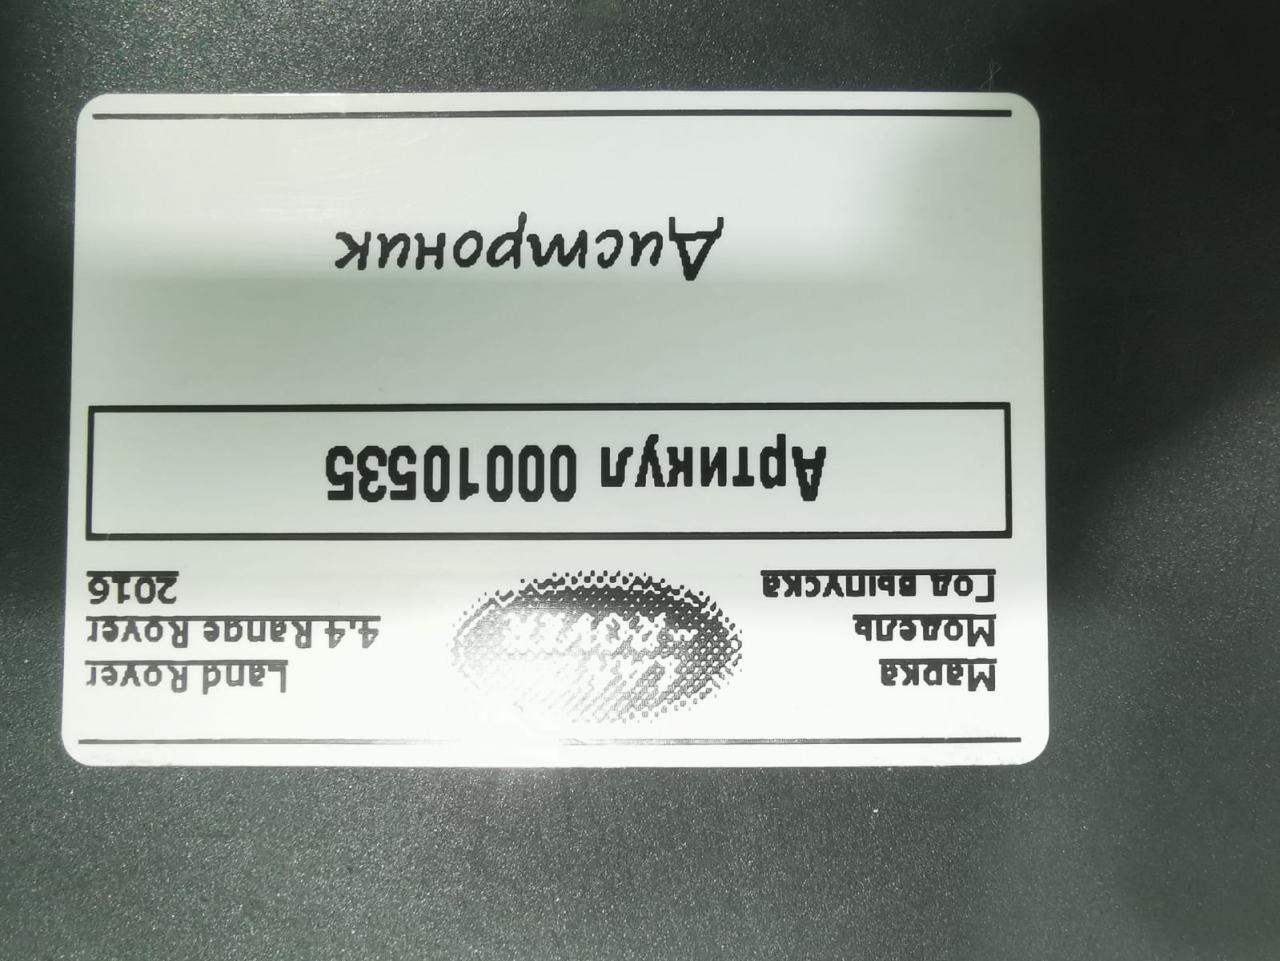 Марка Land Rover
Модель 4.4 Range Rover
Год выпуска 2016
Артикул 00010535
Дистроник